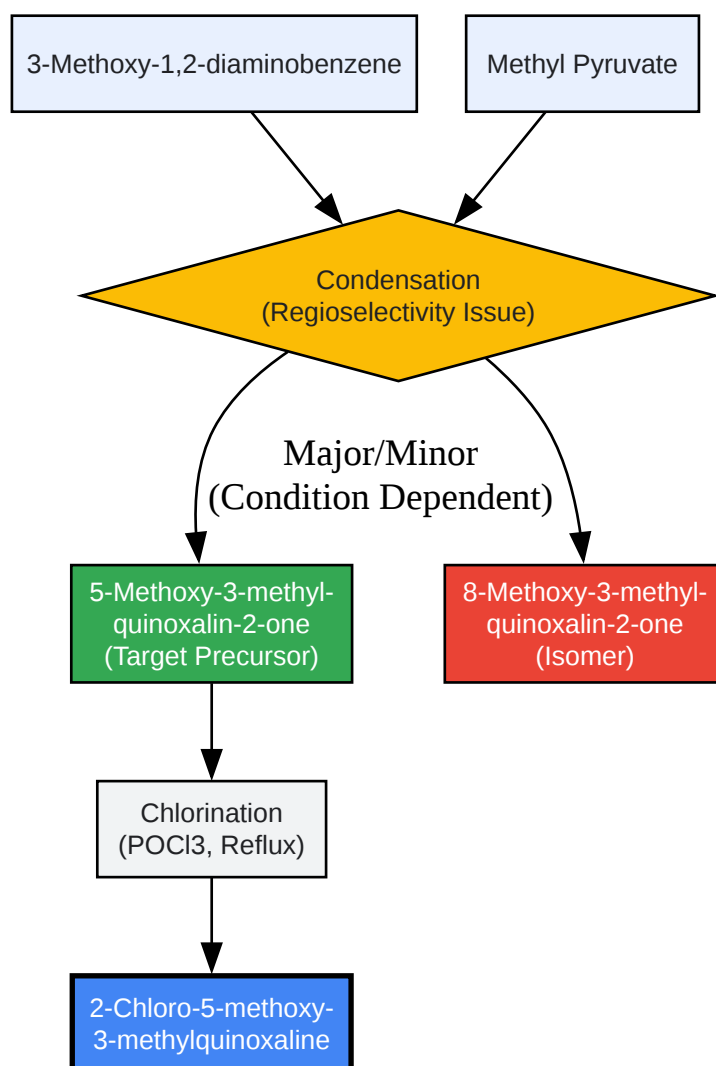 3-Methoxy-1,2-diaminobenzene
Methyl Pyruvate
Condensation
(Regioselectivity Issue)
Major/Minor
(Condition Dependent)
5-Methoxy-3-methyl-
quinoxalin-2-one
(Target Precursor)
8-Methoxy-3-methyl-
quinoxalin-2-one
(Isomer)
Chlorination
(POCl3, Reflux)
2-Chloro-5-methoxy-
3-methylquinoxaline